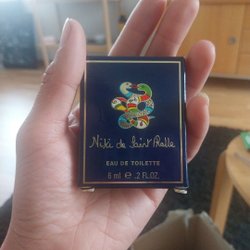 Niki de Saint Phalle
EAU DE TOILETTE
6 ml ℮ .2 FL.OZ.